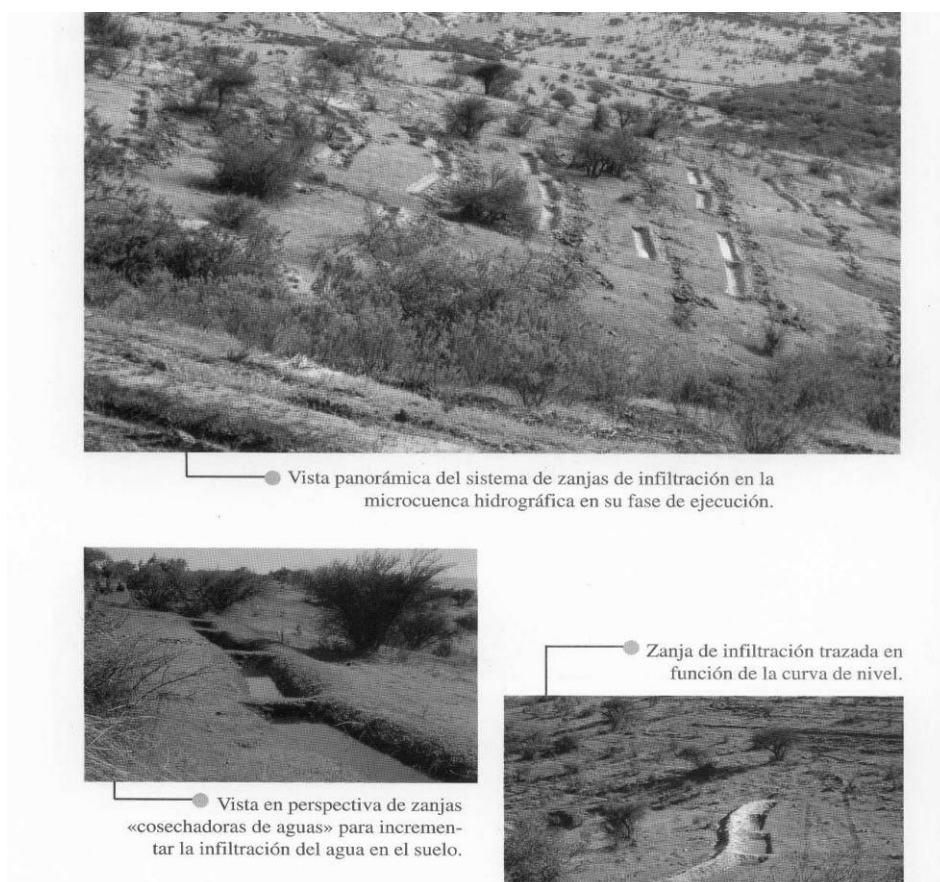 Vista panorámica del sistema de zanjas de infiltración en la
microcuenca hidrográfica en su fase de ejecución.
Zanja de infiltración trazada en
función de la curva de nivel.
Vista en perspectiva de zanjas
«cosechadoras de aguas» para incremen-
tar la infiltración del agua en el suelo.